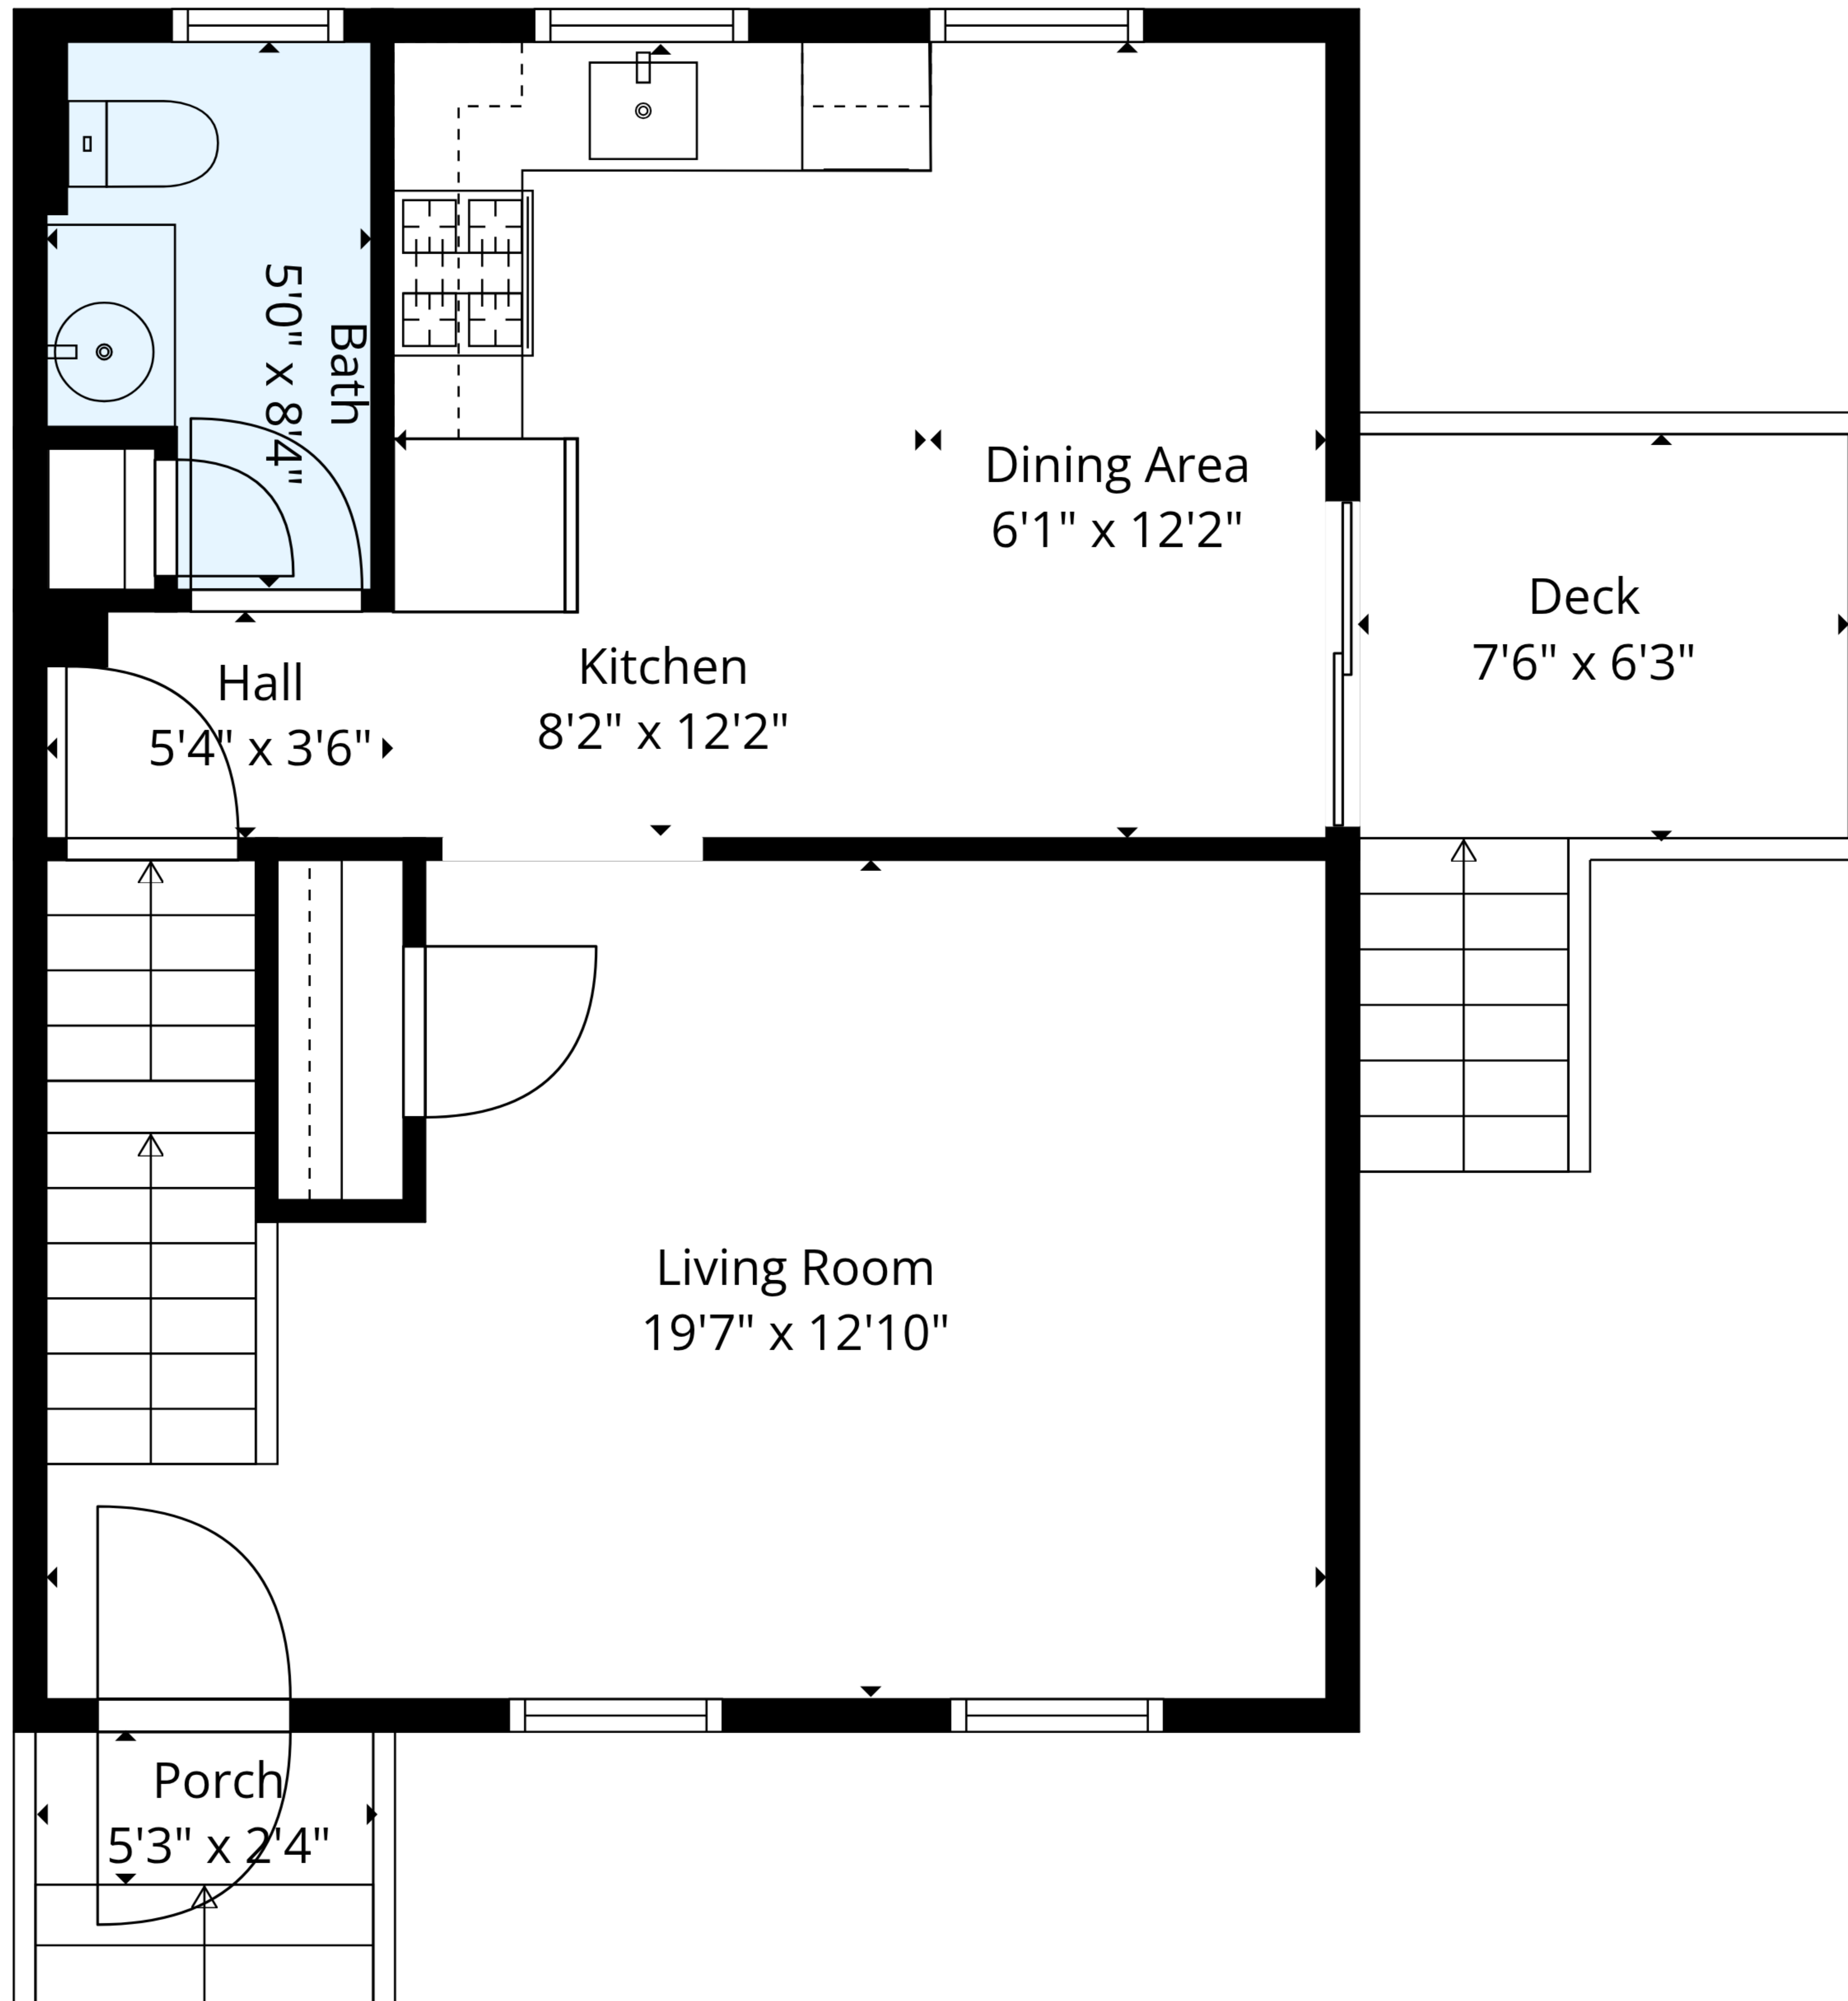 Bath
5'0" x 8'4"
Dining Area
6'1" x 12'2"
Deck
7'6" x 6'3"
Hall
5'4" x 3'6"
Kitchen
8'2" x 12'2"
Living Room
19'7" x 12'10"
Porch
5'3" x 2'4"